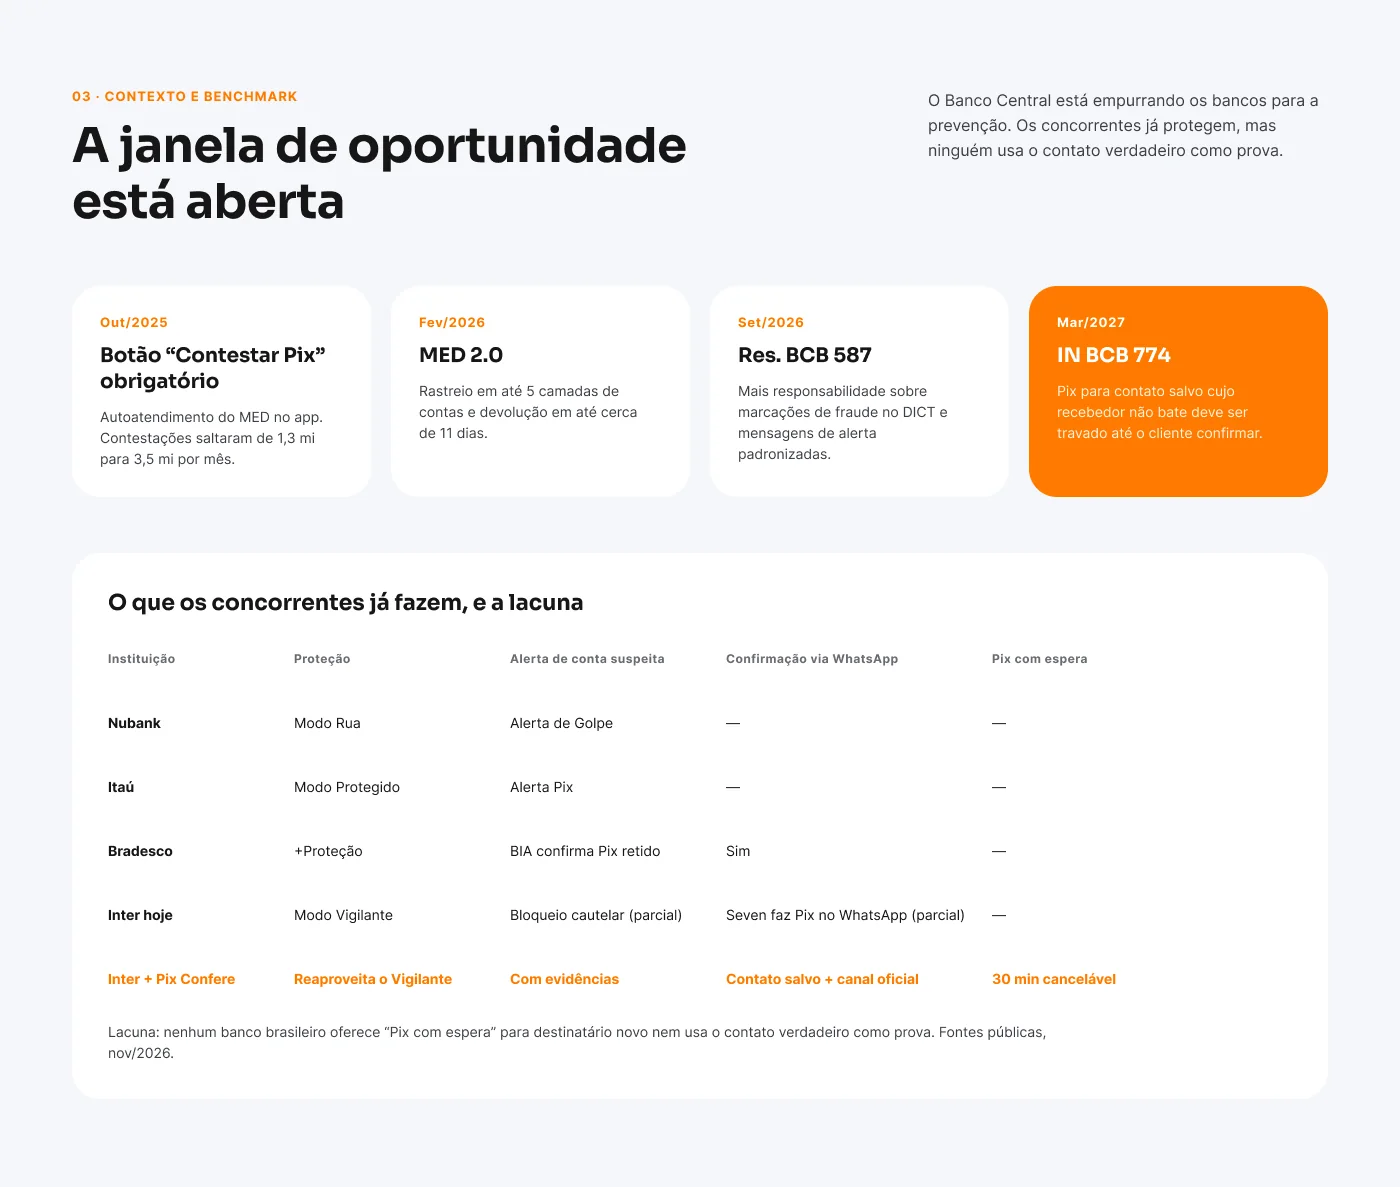 03 · CONTEXTO E BENCHMARK
A janela de oportunidade
está aberta
O Banco Central está empurrando os bancos para a
prevenção. Os concorrentes já protegem, mas
ninguém usa o contato verdadeiro como prova.
Out/2025
Botão “Contestar Pix”
obrigatório
Autoatendimento do MED no app.
Contestações saltaram de 1,3 mi
para 3,5 mi por mês.
Fev/2026
MED 2.0
Rastreio em até 5 camadas de
contas e devolução em até cerca
de 11 dias.
Set/2026
Res. BCB 587
Mais responsabilidade sobre
marcações de fraude no DICT e
mensagens de alerta
padronizadas.
Mar/2027
IN BCB 774
Pix para contato salvo cujo
recebedor não bate deve ser
travado até o cliente confirmar.
O que os concorrentes já fazem, e a lacuna
Instituição Proteção Alerta de conta suspeita Confirmação via WhatsApp Pix com espera
Nubank Modo Rua Alerta de Golpe — —
Itaú Modo Protegido Alerta Pix — —
Bradesco +Proteção BIA confirma Pix retido Sim —
Inter hoje Modo Vigilante Bloqueio cautelar (parcial) Seven faz Pix no WhatsApp (parcial) —
Inter + Pix Confere Reaproveita o Vigilante Com evidências Contato salvo + canal oficial 30 min cancelável
Lacuna: nenhum banco brasileiro oferece “Pix com espera” para destinatário novo nem usa o contato verdadeiro como prova. Fontes públicas,
nov/2026.